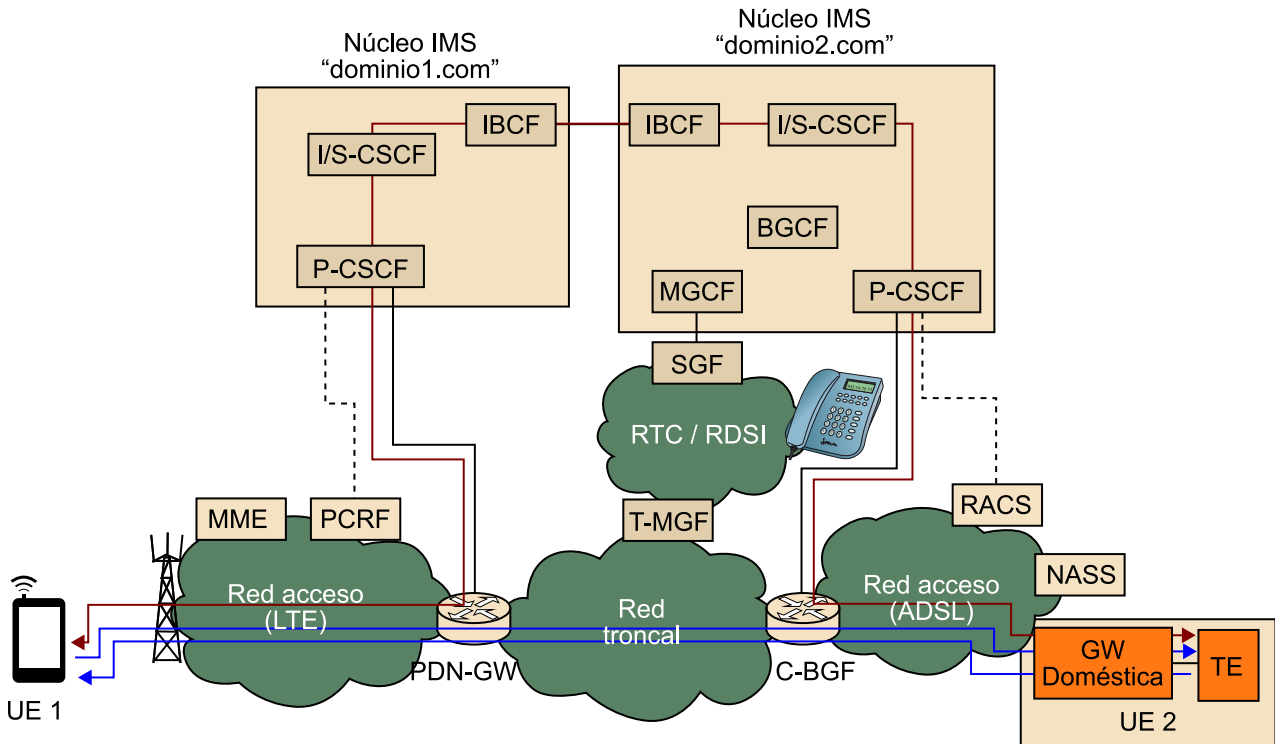 Núcleo IMS
“dominio1.com”
Núcleo IMS
“dominio2.com”
IBCF
IBCF
I/S-CSCF
I/S-CSCF
BGCF
P-CSCF
MGCF
P-CSCF
SGF
RTC / RDSI
MME
PCRF
T-MGF
RACS
NASS
Red acceso
(LTE)
Red
troncal
Red acceso
(ADSL)
PDN-GW
C-BGF
GW
Doméstica
TE
UE 1
UE 2